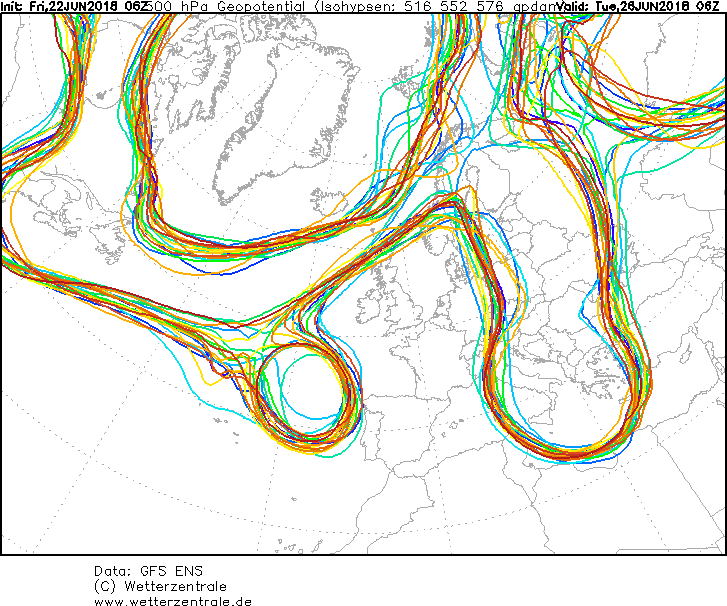 Init: Fri,22JUN2018 06Z 500 hPa Geopotential (Isohypsen: 516 552 576 gpdam) Valid: Tue,26JUN2018 06Z
Data: GFS ENS
(C) Wetterzentrale
www.wetterzentrale.de